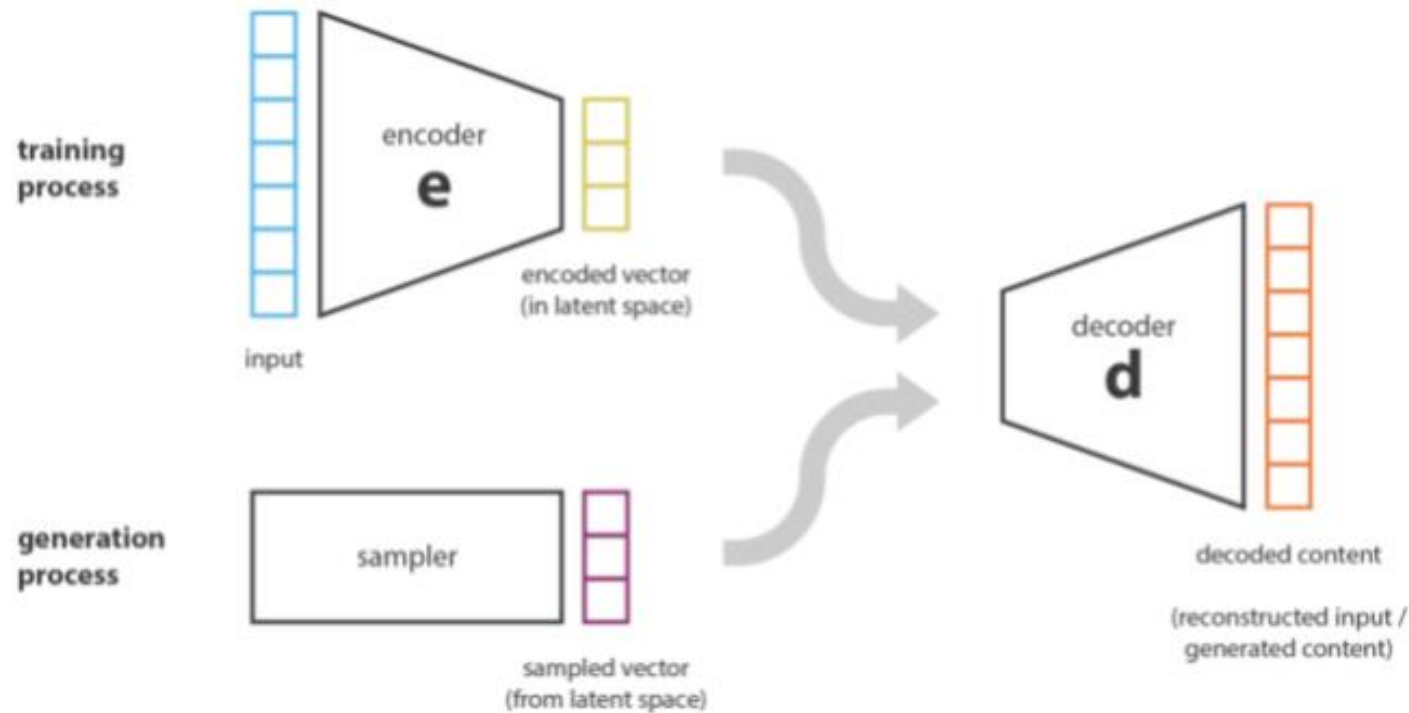 training
process
encoder
e
encoded vector
(in latent space)
input
decoder
d
generation
process
sampler
sampled vector
(from latent space)
decoded content
(reconstructed input /
generated content)